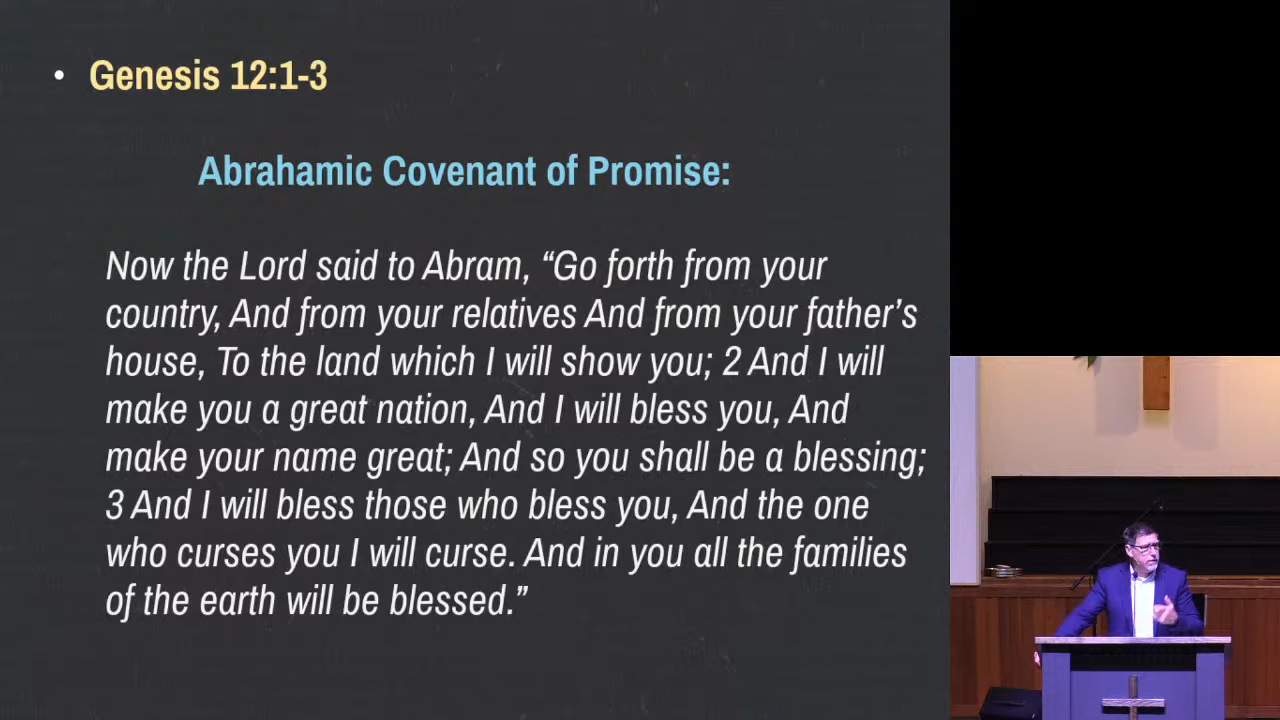 • Genesis 12:1-3
Abrahamic Covenant of Promise:
Now the Lord said to Abram, “Go forth from your
country, And from your relatives And from your father’s
house, To the land which I will show you; 2 And I will
make you a great nation, And I will bless you, And
make your name great; And so you shall be a blessing;
3 And I will bless those who bless you, And the one
who curses you I will curse. And in you all the families
of the earth will be blessed.”